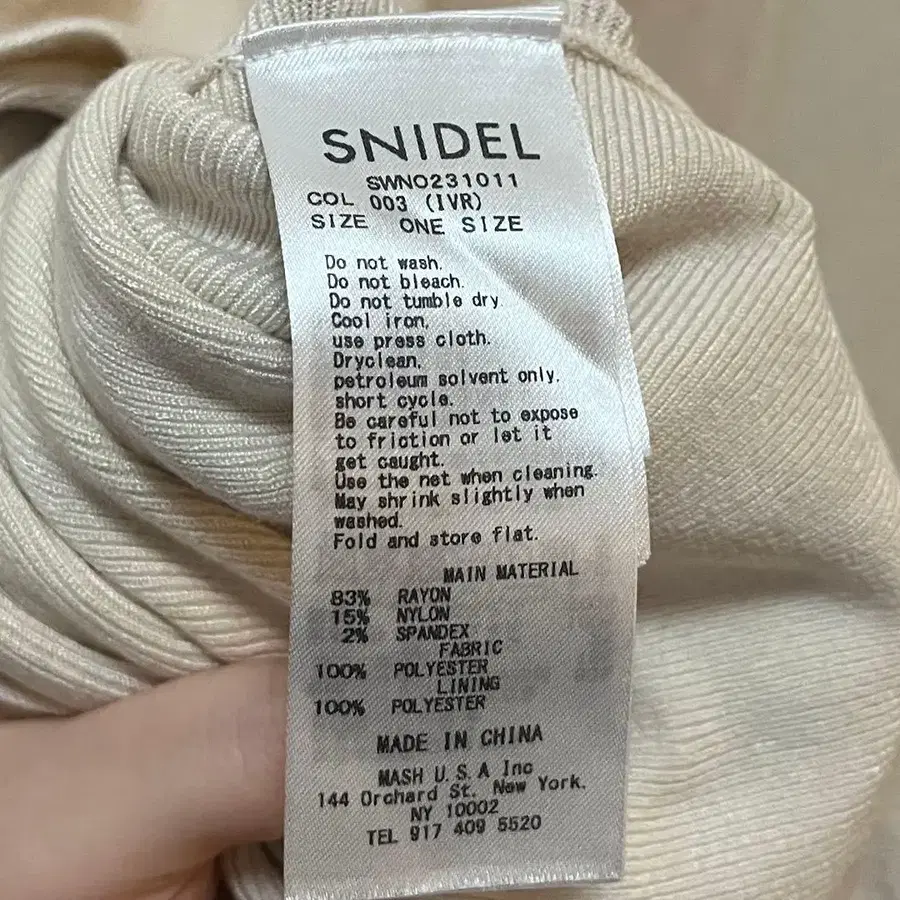 SNIDEL
SWNO231011
COL 003 (IVR)
SIZE ONE SIZE
Do not wash.
Do not bleach.
Do not tumble dry.
Cool iron,
use press cloth.
Dryclean,
petroleum solvent only.
short cycle.
Be careful not to expose
to friction or let it
get caught.
Use the net when cleaning.
May shrink slightly when
washed.
Fold and store flat.
MAIN MATERIAL
83% RAYON
15% NYLON
2% SPANDEX
FABRIC
100% POLYESTER
LINING
100% POLYESTER
MADE IN CHINA
MASH U.S.A Inc
144 Orchard St. New York.
NY 10002
TEL 917 409 5520